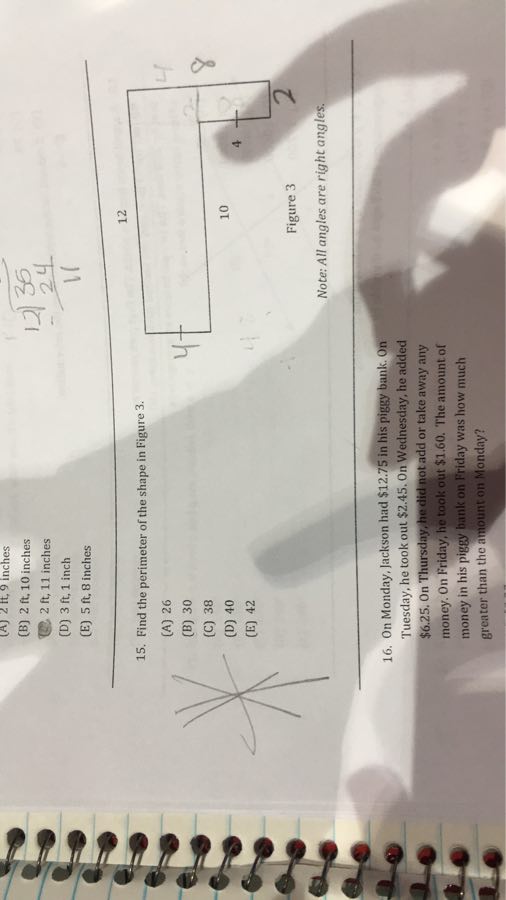 (A) 2 ft, 9 inches
(B) 2 ft, 10 inches
2 ft, 11 inches
(D) 3 ft, 1 inch
(E) 5 ft, 8 inches
12
35
- 24
11
15. Find the perimeter of the shape in Figure 3.
(A) 26
(B) 30
(C) 38
(D) 40
(E) 42
12
4
8
4
10
4
2
Figure 3
Note: All angles are right angles.
16. On Monday, Jackson had $12.75 in his piggy bank. On
Tuesday, he took out $2.45. On Wednesday, he added
$6.25. On Thursday, he did not add or take away any
money. On Friday, he took out $1.60. The amount of
money in his piggy bank on Friday was how much
greater than the amount on Monday?